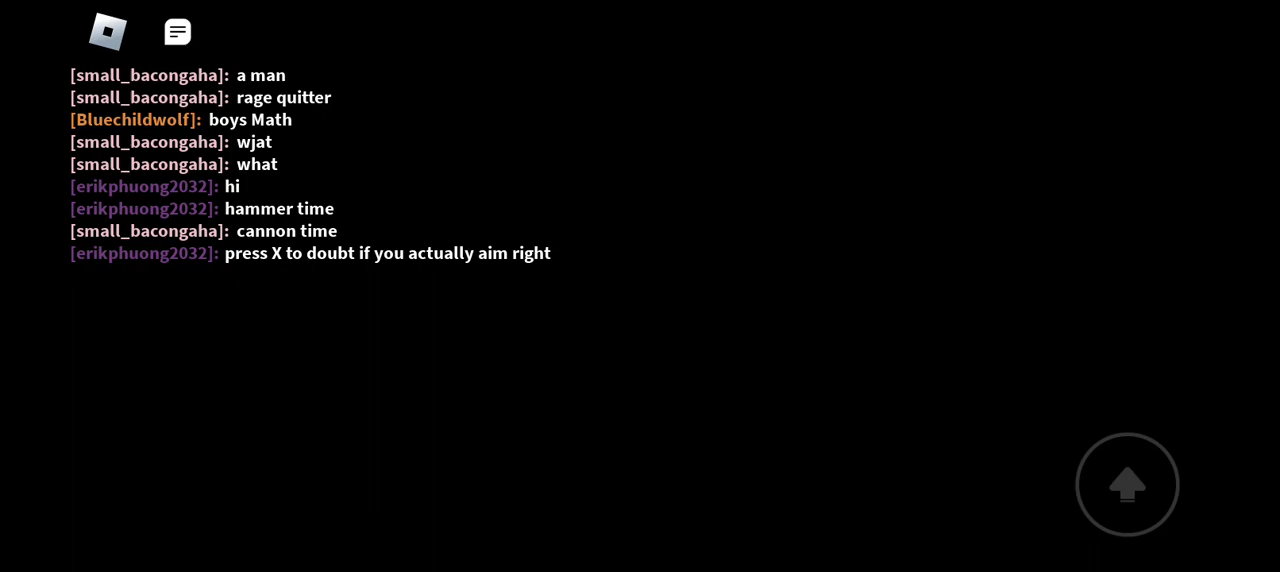 [small_bacongaha]: a man
[small_bacongaha]: rage quitter
[Bluechildwolf]: boys Math
[small_bacongaha]: wjat
[small_bacongaha]: what
[erikphuong2032]: hi
[erikphuong2032]: hammer time
[small_bacongaha]: cannon time
[erikphuong2032]: press X to doubt if you actually aim right